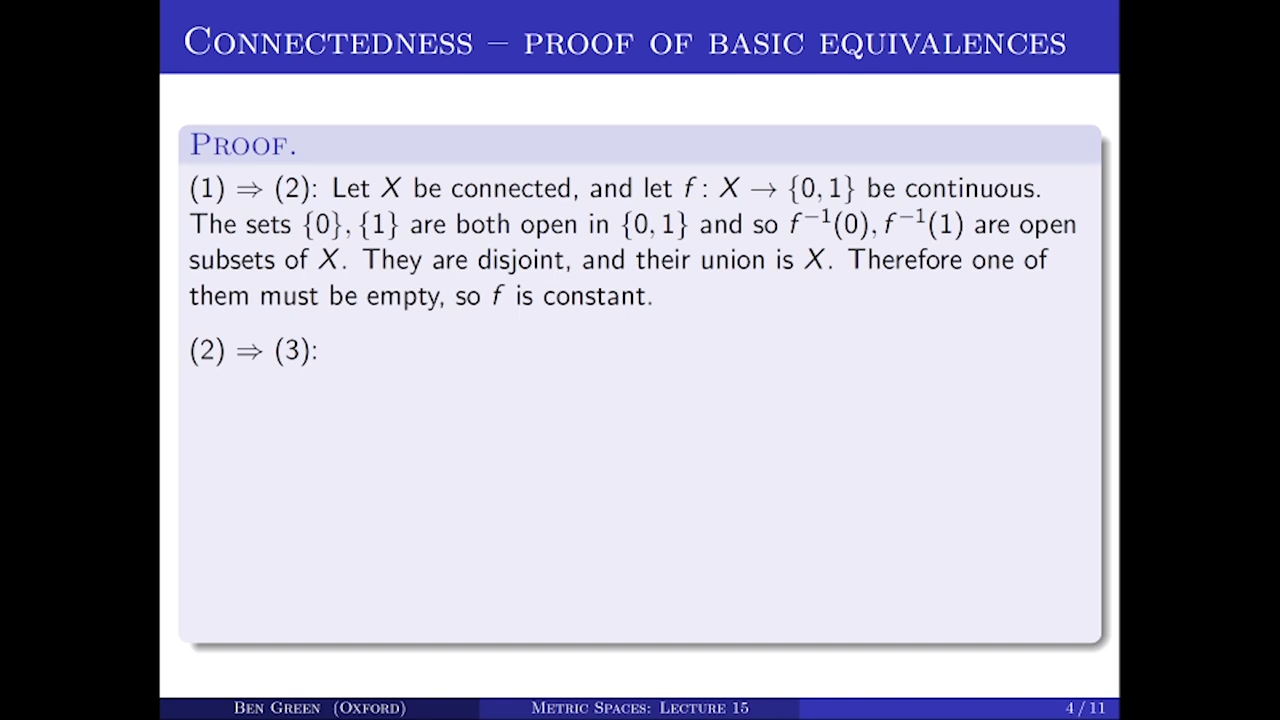 CONNECTEDNESS – PROOF OF BASIC EQUIVALENCES
PROOF.
(1) ⇒ (2): Let X be connected, and let f : X → {0, 1} be continuous.
The sets {0}, {1} are both open in {0, 1} and so f⁻¹(0), f⁻¹(1) are open
subsets of X. They are disjoint, and their union is X. Therefore one of
them must be empty, so f is constant.
(2) ⇒ (3):
BEN GREEN (OXFORD) METRIC SPACES: LECTURE 15 4 / 11